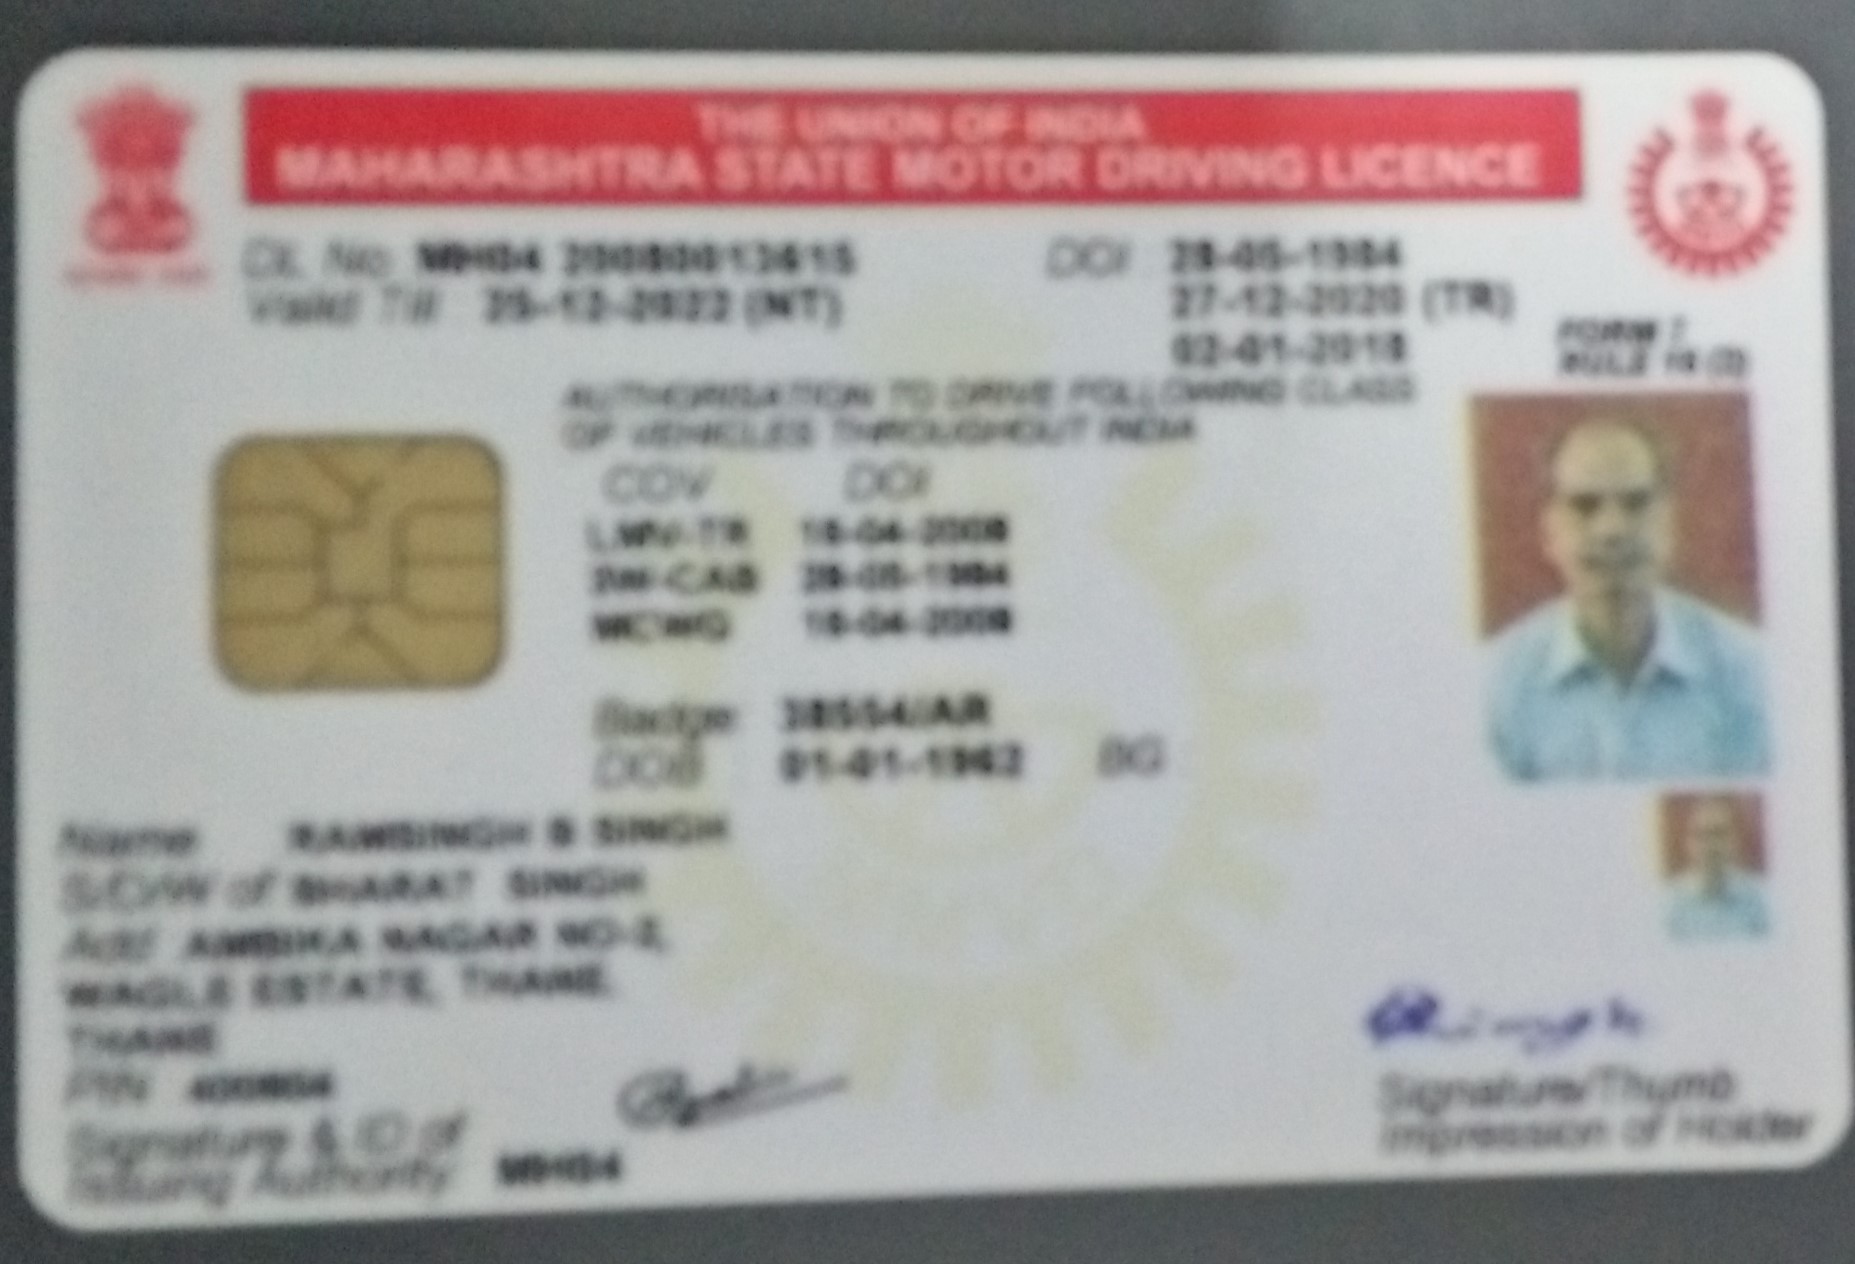 THE UNION OF INDIA
MAHARASHTRA STATE MOTOR DRIVING LICENCE
DL No MH04 20080013615 DOI 28-05-1984
Valid Till 25-12-2022 (NT) 27-12-2020 (TR)
02-01-2018
FORM 7
RULE 16 (2)
AUTHORISATION TO DRIVE FOLLOWING CLASS
OF VEHICLES THROUGHOUT INDIA
COV DOI
LMV-TR 18-04-2008
3W-CAB 28-05-1984
MCWG 18-04-2008
Badge 38554/AR
DOB 01-01-1962 BG
Name RAMSINGH B SINGH
S/D/W of BHARAT SINGH
Add AMBIKA NAGAR NO-2,
WAGLE ESTATE, THANE.
THANE
PIN 400604
Signature & ID of
Issuing Authority MH04
Signature/Thumb
Impression of Holder